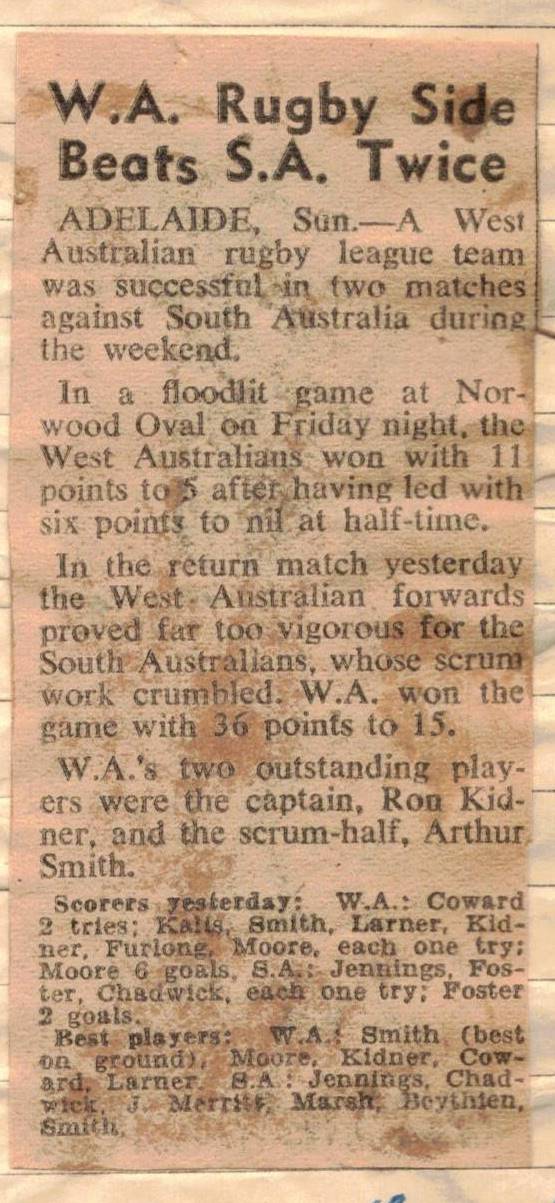 W.A. Rugby Side
Beats S.A. Twice
ADELAIDE, Sun.—A West
Australian rugby league team
was successful in two matches
against South Australia during
the weekend.
In a floodlit game at Nor-
wood Oval on Friday night, the
West Australians won with 11
points to 5 after having led with
six points to nil at half-time.
In the return match yesterday
the West Australian forwards
proved far too vigorous for the
South Australians, whose scrum
work crumbled. W.A. won the
game with 36 points to 15.
W.A.'s two outstanding play-
ers were the captain, Ron Kid-
ner, and the scrum-half, Arthur
Smith.
Scorers yesterday: W.A.: Coward
2 tries; Smith, Larner, Kid-
ner, Furlong, Moore, each one try;
Moore 6 goals. S.A.: Jennings, Fos-
ter, Chadwick, each one try; Foster
2 goals.
Best players: W.A.: Smith (best
on ground), Moore, Kidner, Cow-
ard, Larner. S.A.: Jennings, Chad-
wick, J. Merritt, Marsh, Beythien,
Smith.